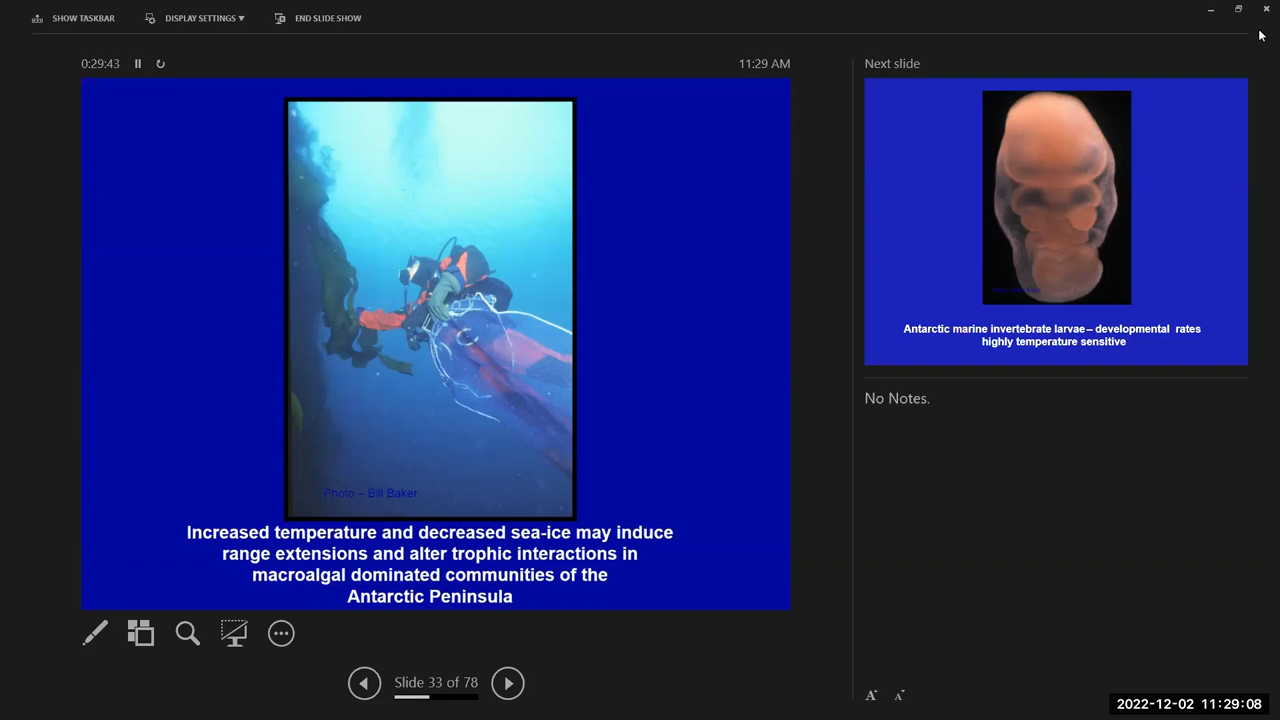 SHOW TASKBAR
DISPLAY SETTINGS ▼
END SLIDE SHOW
0:29:43
11:29 AM
Photo – Bill Baker
Increased temperature and decreased sea-ice may induce
range extensions and alter trophic interactions in
macroalgal dominated communities of the
Antarctic Peninsula
Slide 33 of 78
Next slide
Antarctic marine invertebrate larvae – developmental rates
highly temperature sensitive
No Notes.
A
A
2022-12-02 11:29:08